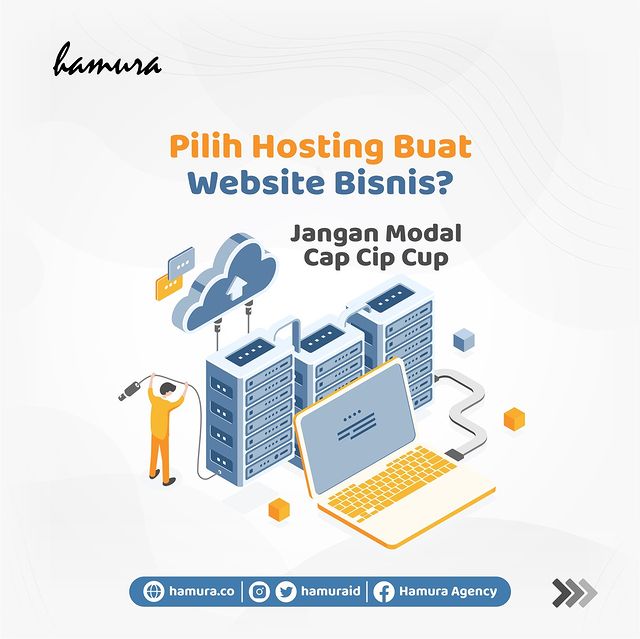 hamura
Pilih Hosting Buat
Website Bisnis?
Jangan Modal
Cap Cip Cup
hamura.co | hamuraid | Hamura Agency